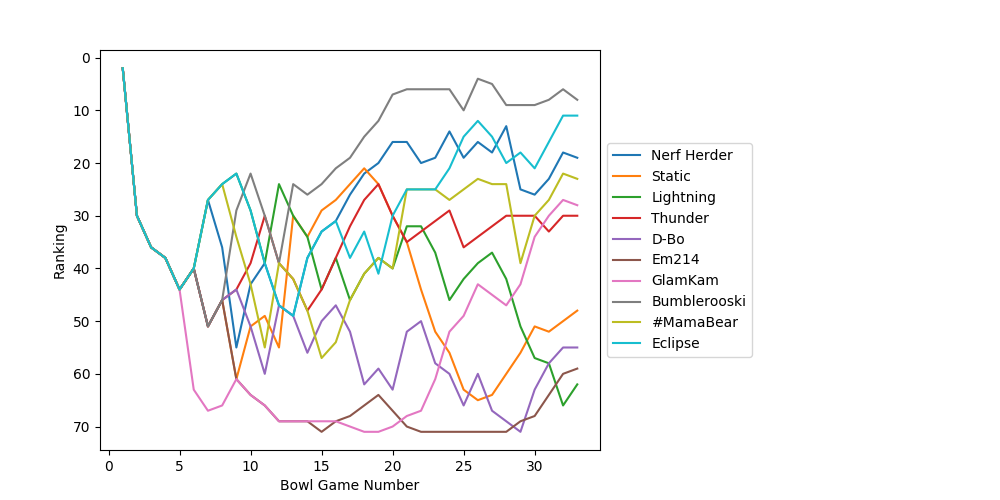 0
10
20
30
40
50
60
70
Ranking
0 5 10 15 20 25 30
Bowl Game Number
Nerf Herder
Static
Lightning
Thunder
D-Bo
Em214
GlamKam
Bumblerooski
#MamaBear
Eclipse